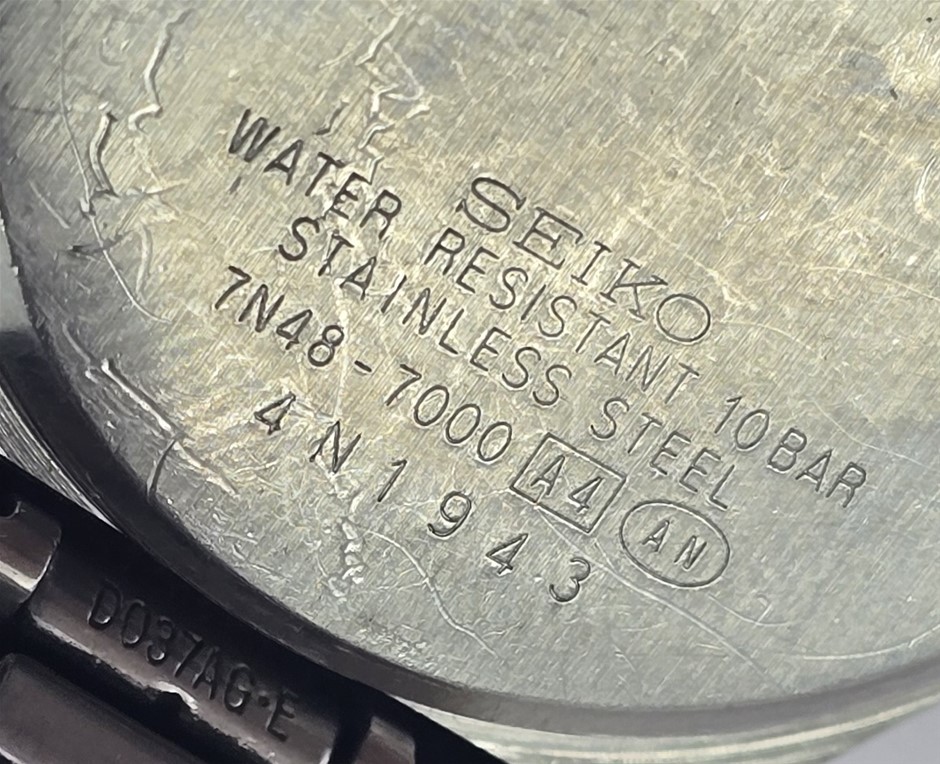 SEIKO
WATER RESISTANT 10BAR
STAINLESS STEEL
7N48-7000 A4 AN
4N1943
D037AG·E